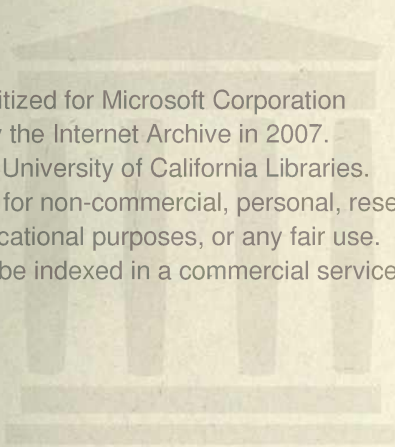 itized for Microsoft Corporation
the Internet Archive in 2007.
University of California Libraries.
for non-commercial, personal, rese
cational purposes, or any fair use.
be indexed in a commercial service